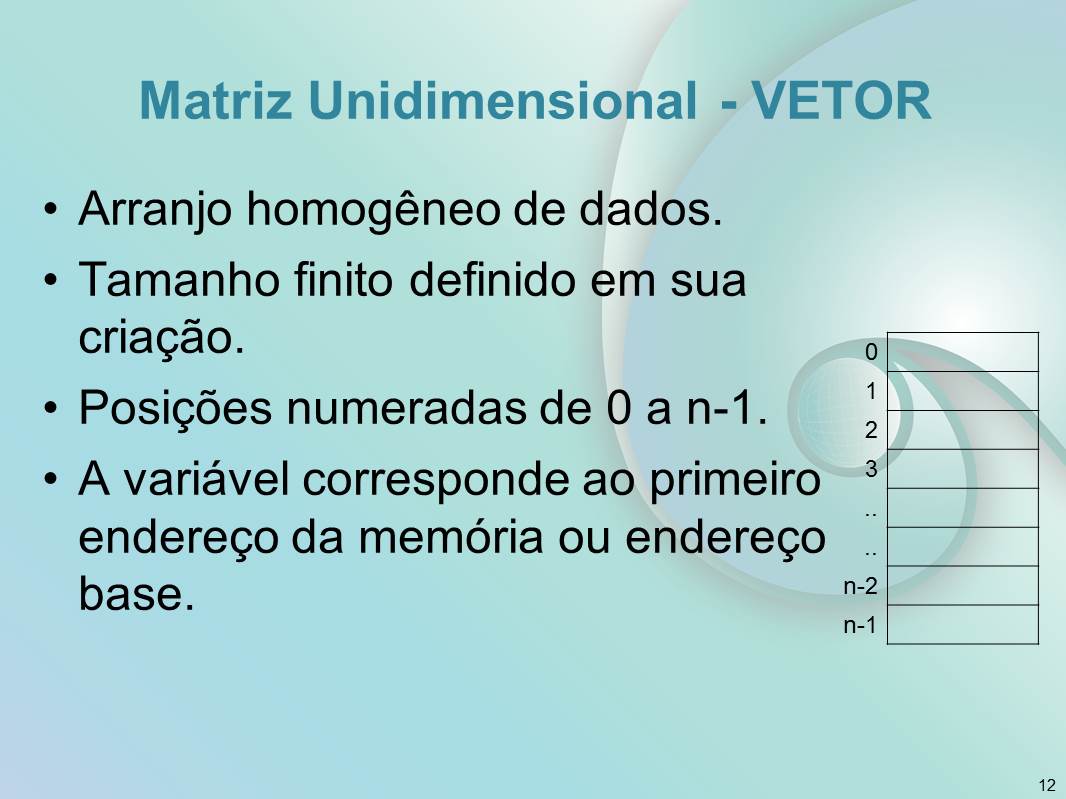 Matriz Unidimensional - VETOR
• Arranjo homogêneo de dados.
• Tamanho finito definido em sua
criação.
• Posições numeradas de 0 a n-1.
• A variável corresponde ao primeiro
endereço da memória ou endereço
base.
0
1
2
3
..
..
n-2
n-1
12